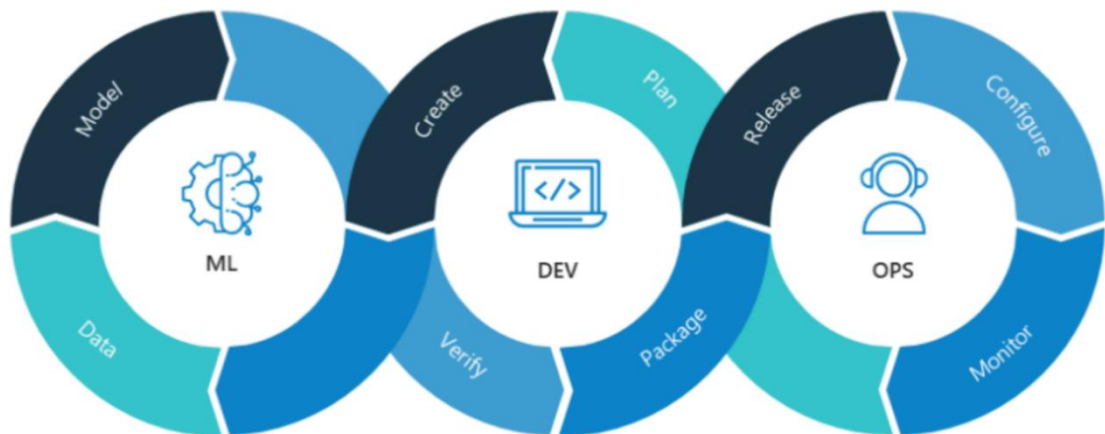 Model
Data
ML
Create
Plan
Verify
Package
DEV
Release
Configure
Monitor
OPS